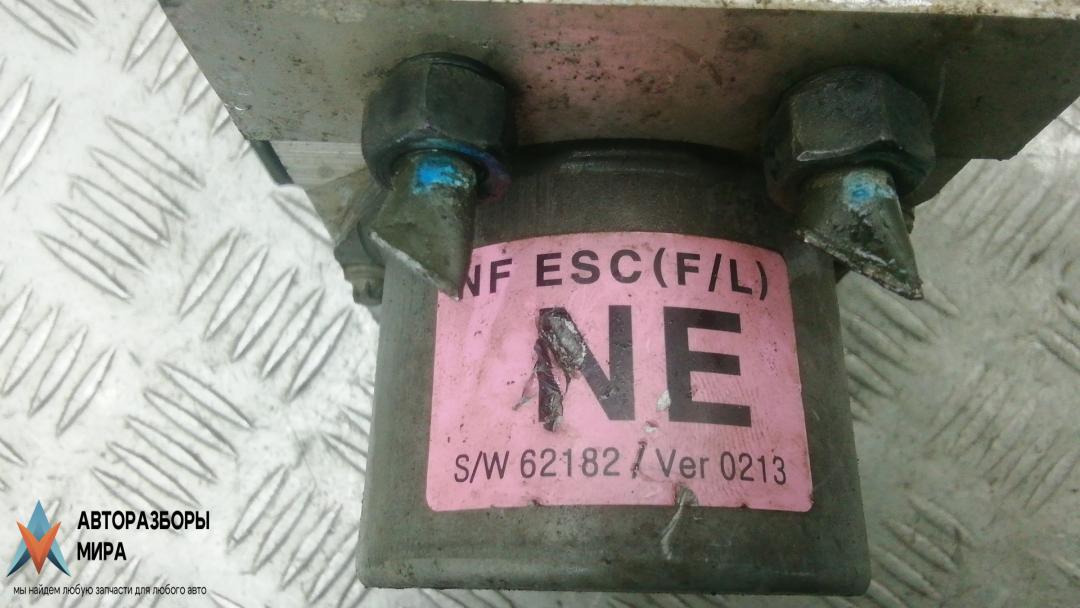 NF ESC(F/L)
NE
S/W 62182 / Ver 0213
АВТОРАЗБОРЫ
МИРА
мы найдем любую запчасти для любого авто